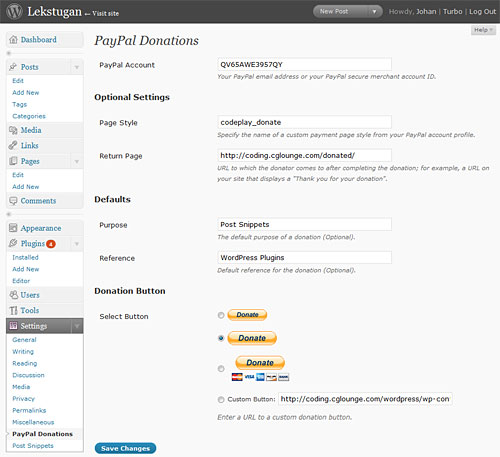 Lekstugan ← Visit site
New Post
Howdy, Johan | Turbo | Log Out
Help
Dashboard
Posts
Edit
Add New
Tags
Categories
Media
Links
Pages
Edit
Add New
Comments
Appearance
Plugins 4
Installed
Add New
Editor
Users
Tools
Settings
General
Writing
Reading
Discussion
Media
Privacy
Permalinks
Miscellaneous
PayPal Donations
Post Snippets
PayPal Donations
PayPal Account
QV65AWE3957QY
Your PayPal email address or your PayPal secure merchant account ID.
Optional Settings
Page Style
codeplay_donate
Specify the name of a custom payment page style from your PayPal account profile.
Return Page
http://coding.cglounge.com/donated/
URL to which the donator comes to after completing the donation; for example, a URL on
your site that displays a "Thank you for your donation".
Defaults
Purpose
Post Snippets
The default purpose of a donation (Optional).
Reference
WordPress Plugins
Default reference for the donation (Optional).
Donation Button
Select Button
Donate
Donate
Donate
VISA
Custom Button:
http://coding.cglounge.com/wordpress/wp-con
Enter a URL to a custom donation button.
Save Changes